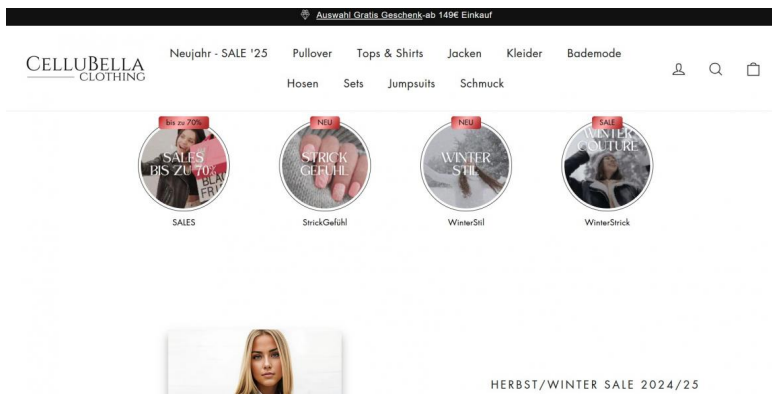 Auswahl Gratis Geschenk-ab 149€ Einkauf
CELLUBELLA
CLOTHING
Neujahr - SALE '25 Pullover Tops & Shirts Jacken Kleider Bademode
Hosen Sets Jumpsuits Schmuck
bis zu 70%
SALES
BIS ZU 70%
BLACK
SALES
NEU
STRICK
GEFÜHL
StrickGefühl
NEU
WINTER
STIL
WinterStil
SALE
WINTER
COUTURE
WinterStrick
HERBST/WINTER SALE 2024/25